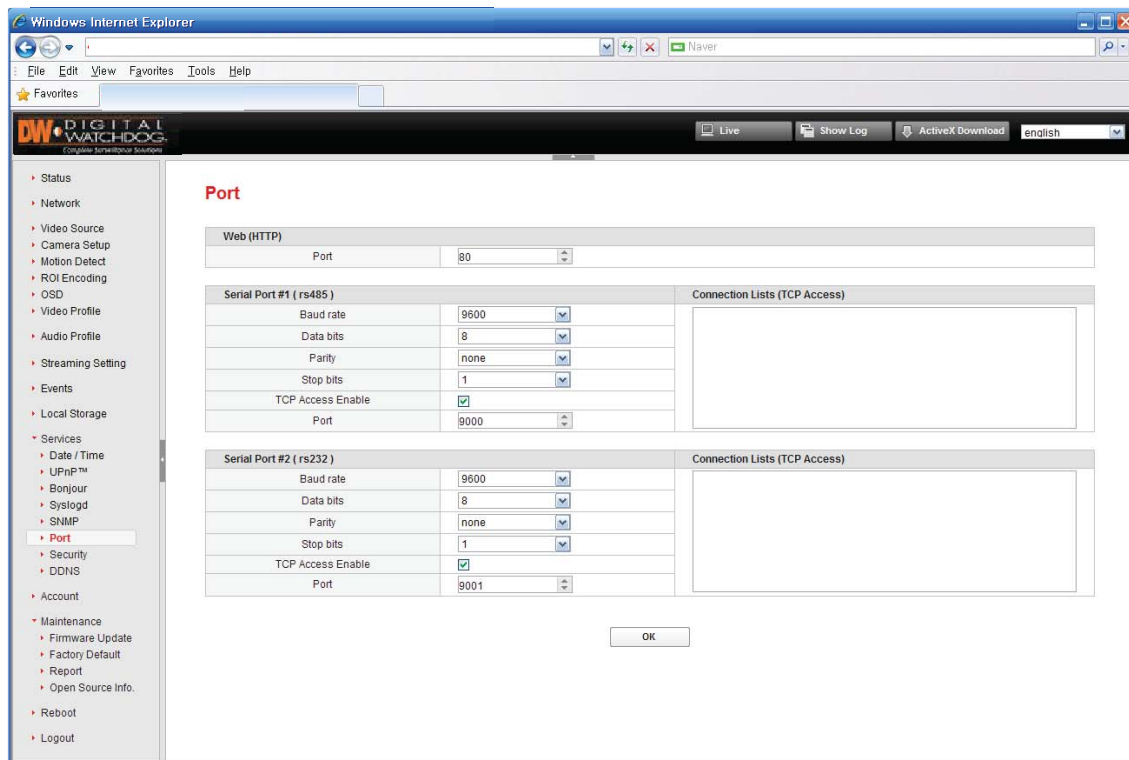 Windows Internet Explorer
Naver
File Edit View Favorites Tools Help
Favorites
DW DIGITAL WATCHDOG
Complete Surveillance Solutions
Live Show Log ActiveX Download english
Status
Network
Video Source
Camera Setup
Motion Detect
ROI Encoding
OSD
Video Profile
Audio Profile
Streaming Setting
Events
Local Storage
Services
Date / Time
UPnP™
Bonjour
Syslogd
SNMP
Port
Security
DDNS
Account
Maintenance
Firmware Update
Factory Default
Report
Open Source Info.
Reboot
Logout
Port
Web (HTTP)
Port 80
Serial Port #1 ( rs485 ) Connection Lists (TCP Access)
Baud rate 9600
Data bits 8
Parity none
Stop bits 1
TCP Access Enable
Port 9000
Serial Port #2 ( rs232 ) Connection Lists (TCP Access)
Baud rate 9600
Data bits 8
Parity none
Stop bits 1
TCP Access Enable
Port 9001
OK